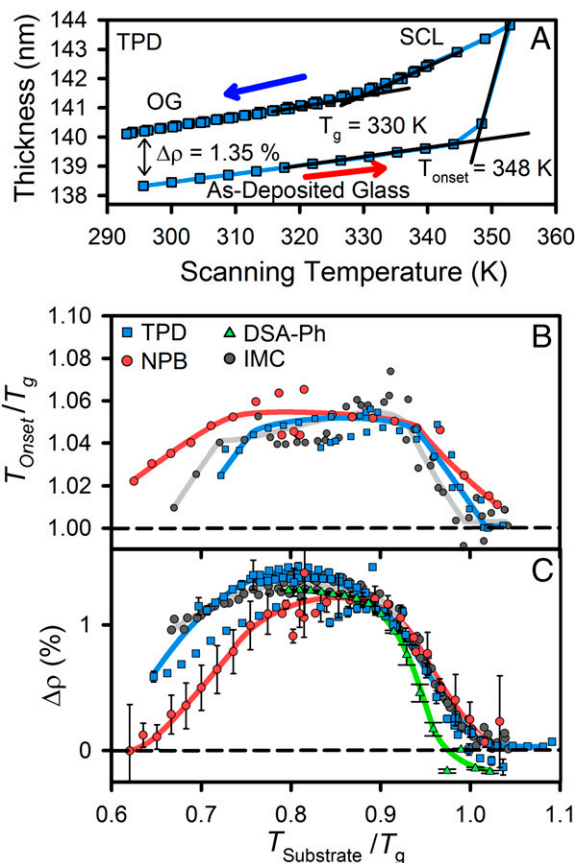 144
143
142
141
140
139
138
Thickness (nm)
TPD
A
SCL
OG
Tg = 330 K
Δρ = 1.35 %
Tonset = 348 K
As-Deposited Glass
290 300 310 320 330 340 350 360
Scanning Temperature (K)
1.10
1.08
1.06
1.04
1.02
1.00
TOnset/Tg
TPD
DSA-Ph
NPB
IMC
B
C
1
0
Δρ (%)
0.6 0.7 0.8 0.9 1.0 1.1
TSubstrate/Tg